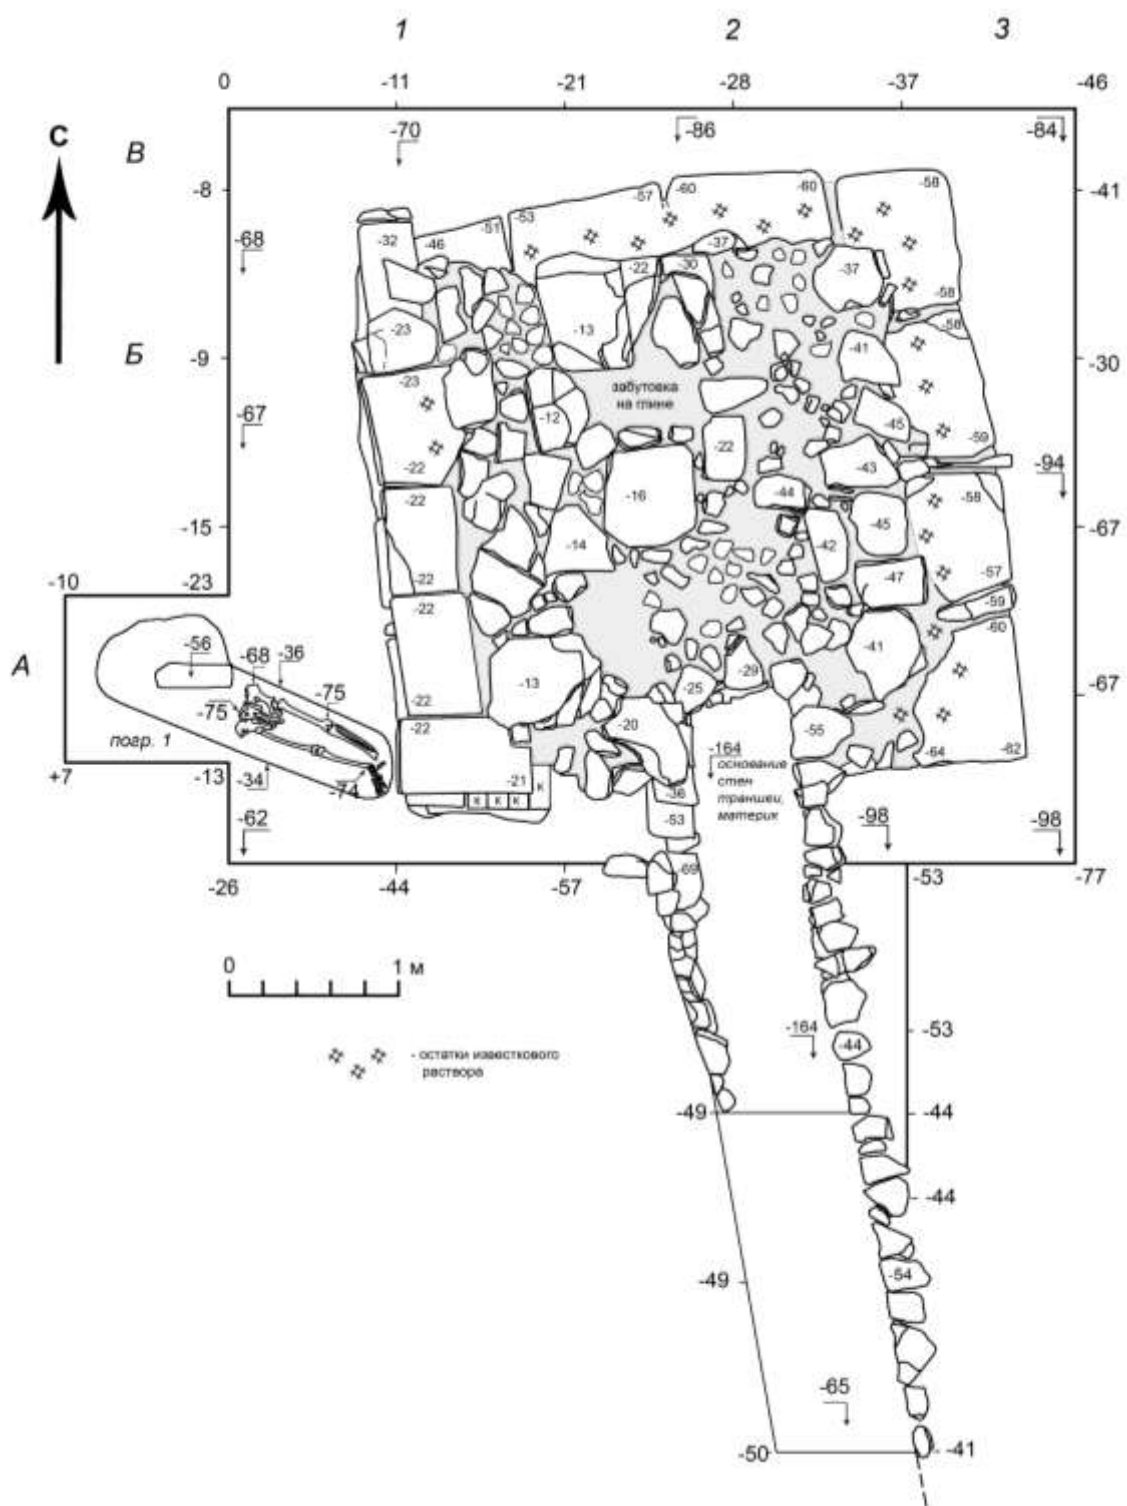 1 2 3
0 -11 -21 -28 -37 -46
С
В
-70 -86 -84
-8 -41
-58
-57 -60 -60
-53
-51
-32 -46 -37
-68
-22 -30 -37
-58
-23 -13 -58
Б
-9 -41 -30
-23
забутовка
на глине
-12 -45
-67 -22 -59
-22 -43 -94
-22 -16 -44 -58
-45
-15 -14 -42 -67
-10 -23 -22 -47 -57
-22 -59
-60
А
-56 -68 -36 -41 -67
-75 -22 -13 -25 -29
-75 -22 -20 -55
погр. 1
-164 -64 -82
основание
стен
траншеи,
материк
+7 -13 -34 -74 -21 -36
к к к к
-62 -53 -98 -98
-69
-26 -44 -57 -53 -77
0 1 м
-164 -44 -53
- остатки известкового
раствора
-49 -44
-44
-49 -54
-65
-50 -41